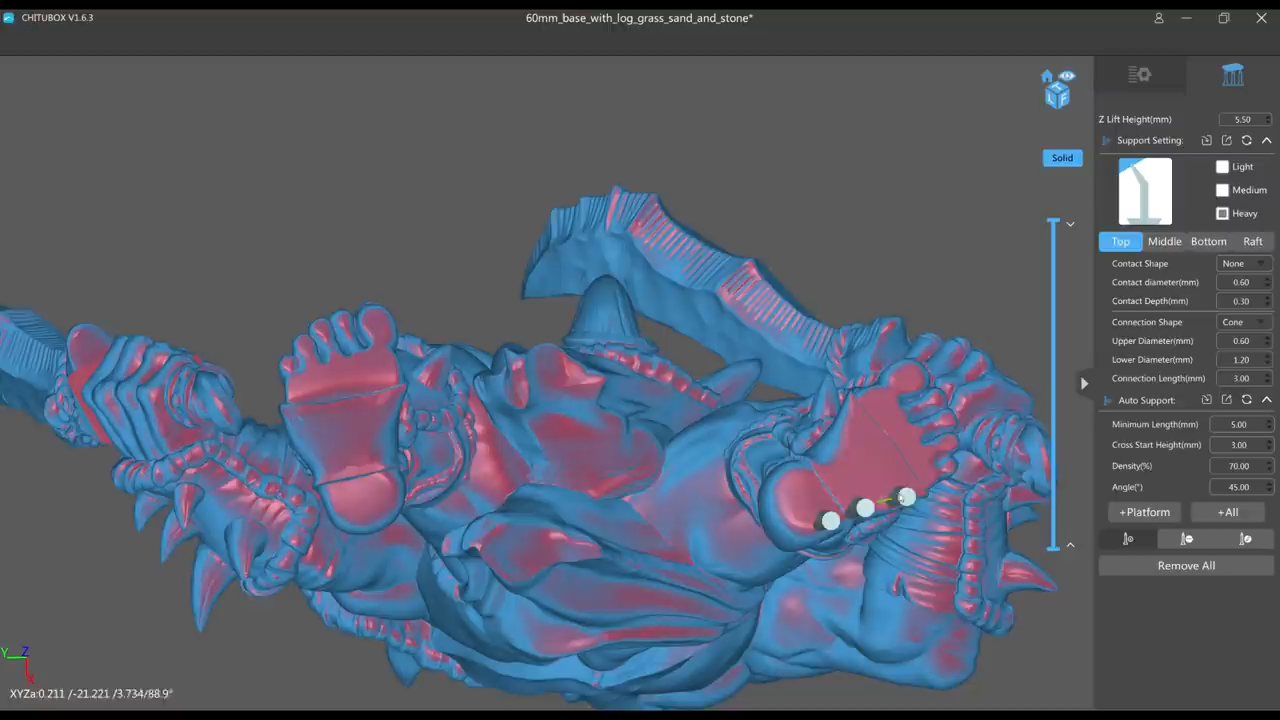 CHITUBOX V1.6.3
60mm_base_with_log_grass_sand_and_stone*
Z Lift Height(mm) 5.50
Support Setting:
Solid
Light
Medium
Heavy
Top Middle Bottom Raft
Contact Shape None
Contact diameter(mm) 0.60
Contact Depth(mm) 0.30
Connection Shape Cone
Upper Diameter(mm) 0.60
Lower Diameter(mm) 1.20
Connection Length(mm) 3.00
Auto Support:
Minimum Length(mm) 5.00
Cross Start Height(mm) 3.00
Density(%) 70.00
Angle(°) 45.00
+Platform +All
Remove All
Y Z
X
XYZa:0.211 /-21.221 /3.734/88.9°